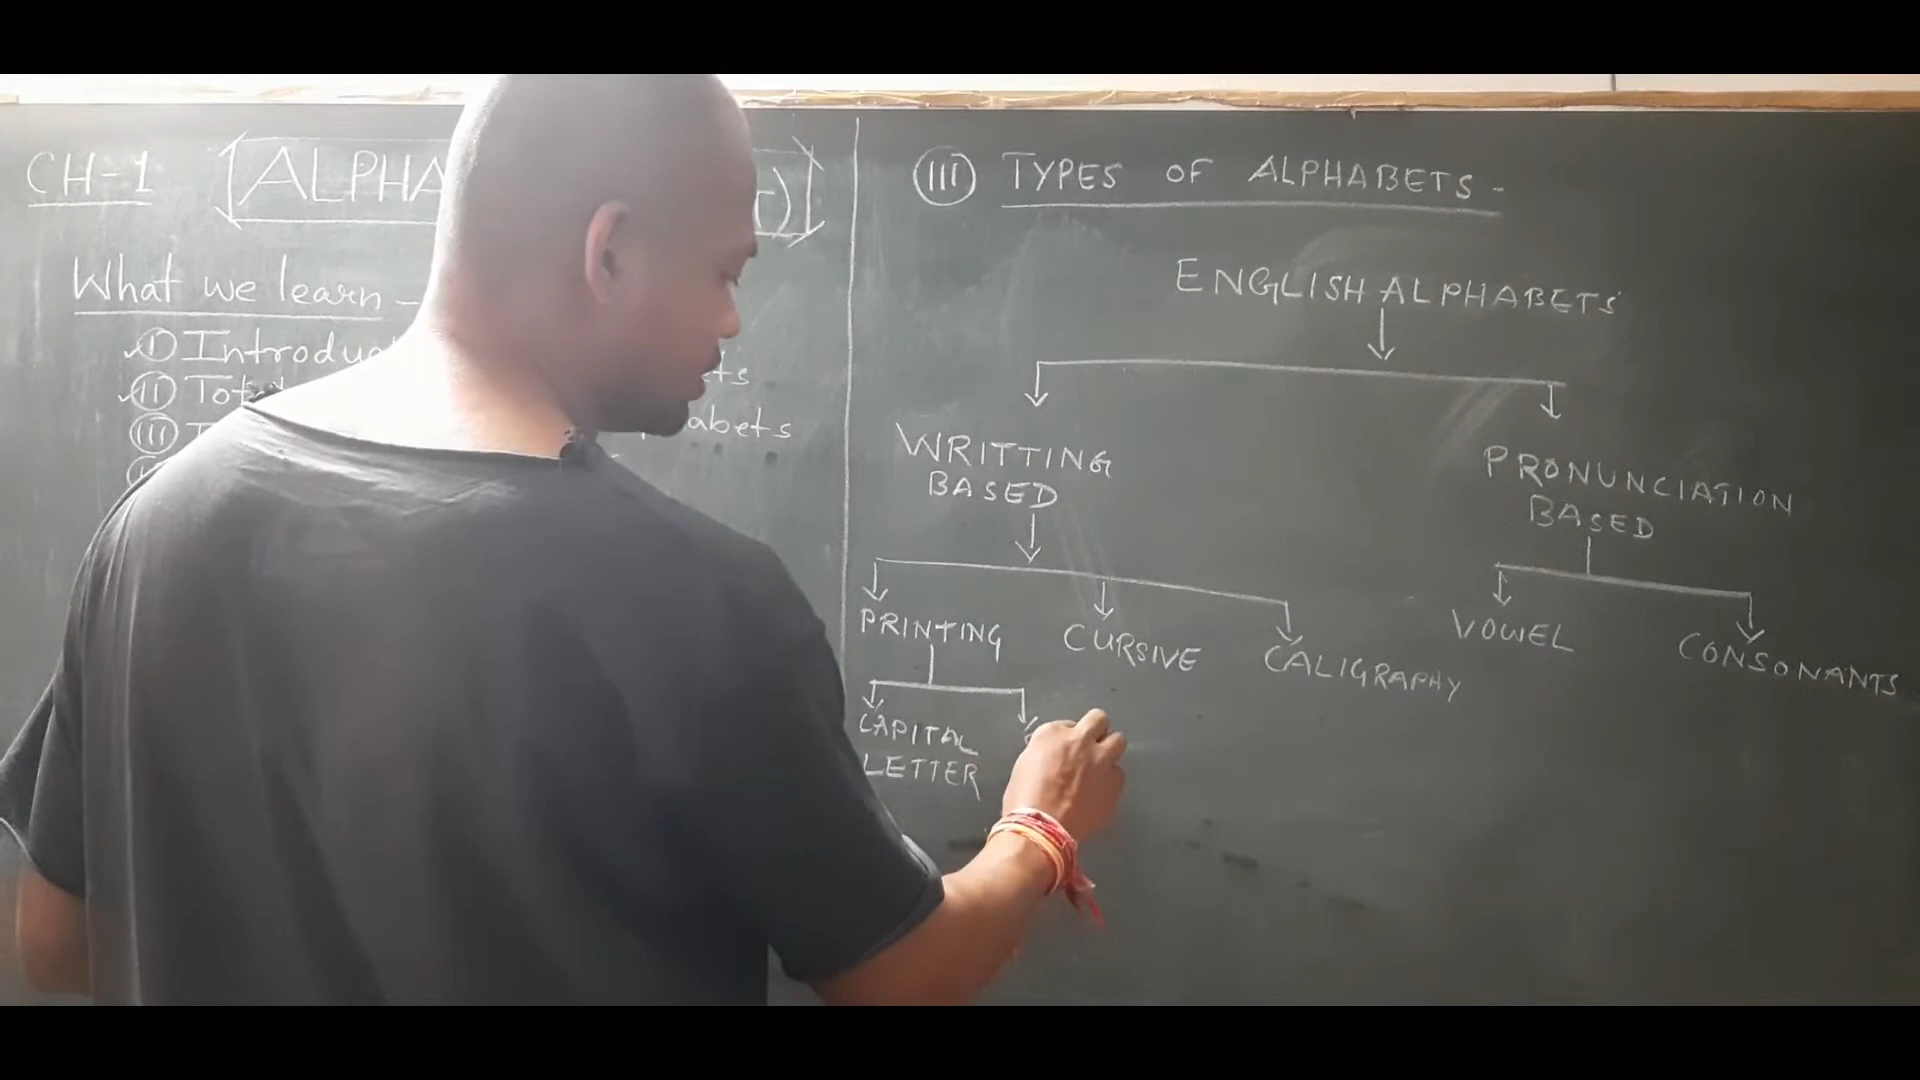 CH-1
ALPHA
What we learn -
I Introduc
II Tot
III
abets
III TYPES OF ALPHABETS -
ENGLISH ALPHABETS
WRITTING
BASED
PRONUNCIATION
BASED
PRINTING
CURSIVE
CALIGRAPHY
VOWEL
CONSONANTS
CAPITAL
LETTER